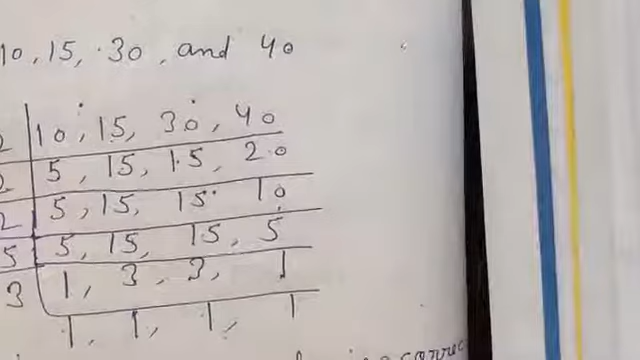 10, 15, 30, and 40
2 10, 15, 30, 40
2 5, 15, 15, 20
2 5, 15, 15 10
5 5, 15, 15, 5
3 1, 3, 3, 1
1, 1, 1, 1